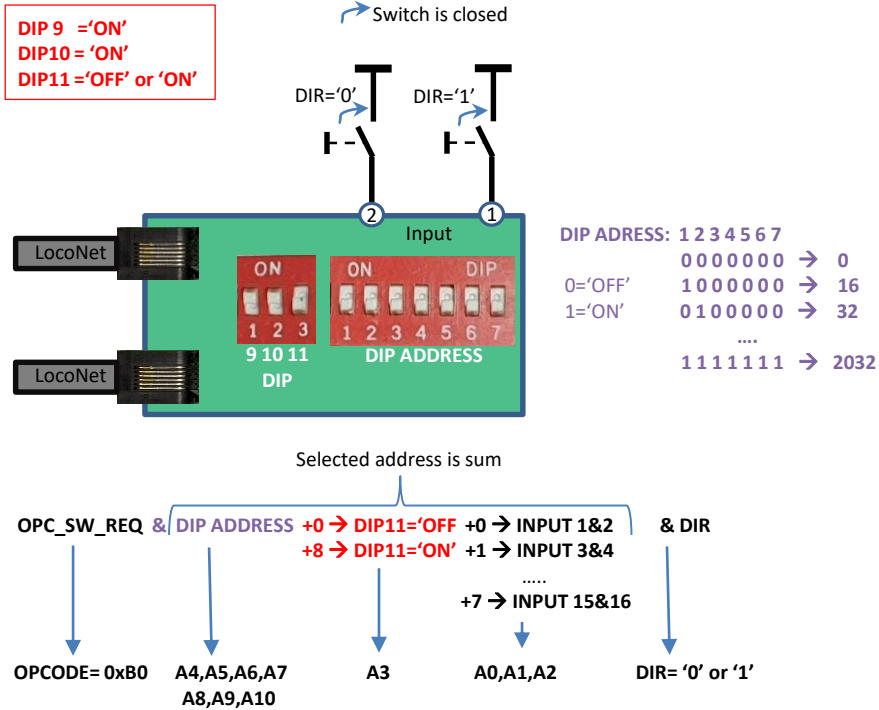 Switch is closed
DIP 9 ='ON'
DIP10 = 'ON'
DIP11 ='OFF' or 'ON'
DIR='0'
DIR='1'
2
1
Input
LocoNet
ON
1 2 3
9 10 11
DIP
ON DIP
1 2 3 4 5 6 7
DIP ADDRESS
LocoNet
DIP ADRESS: 1 2 3 4 5 6 7
0 0 0 0 0 0 0 → 0
0='OFF' 1 0 0 0 0 0 0 → 16
1='ON' 0 1 0 0 0 0 0 → 32
....
1 1 1 1 1 1 1 → 2032
Selected address is sum
OPC_SW_REQ & DIP ADDRESS +0 → DIP11='OFF +0 → INPUT 1&2 & DIR
+8 → DIP11='ON' +1 → INPUT 3&4
.....
+7 → INPUT 15&16
OPCODE= 0xB0 A4,A5,A6,A7 A3 A0,A1,A2 DIR= '0' or '1'
A8,A9,A10